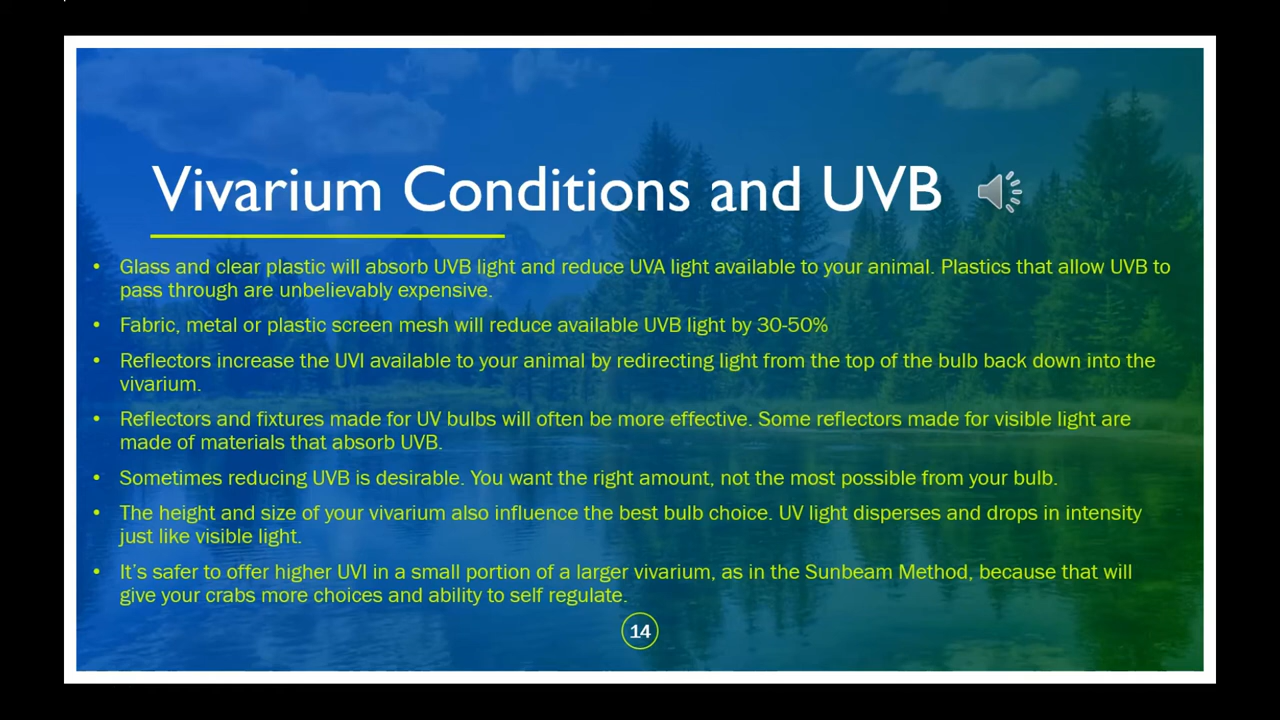 Vivarium Conditions and UVB
• Glass and clear plastic will absorb UVB light and reduce UVA light available to your animal. Plastics that allow UVB to
pass through are unbelievably expensive.
• Fabric, metal or plastic screen mesh will reduce available UVB light by 30-50%
• Reflectors increase the UVI available to your animal by redirecting light from the top of the bulb back down into the
vivarium.
• Reflectors and fixtures made for UV bulbs will often be more effective. Some reflectors made for visible light are
made of materials that absorb UVB.
• Sometimes reducing UVB is desirable. You want the right amount, not the most possible from your bulb.
• The height and size of your vivarium also influence the best bulb choice. UV light disperses and drops in intensity
just like visible light.
• It’s safer to offer higher UVI in a small portion of a larger vivarium, as in the Sunbeam Method, because that will
give your crabs more choices and ability to self regulate.
14